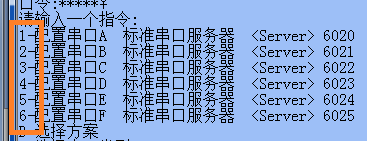 口令:*****¥
请输入一个指令:
1-配置串口A 标准串口服务器 <Server> 6020
2-配置串口B 标准串口服务器 <Server> 6021
3-配置串口C 标准串口服务器 <Server> 6022
4-配置串口D 标准串口服务器 <Server> 6023
5-配置串口E 标准串口服务器 <Server> 6024
6-配置串口F 标准串口服务器 <Server> 6025
选择方案